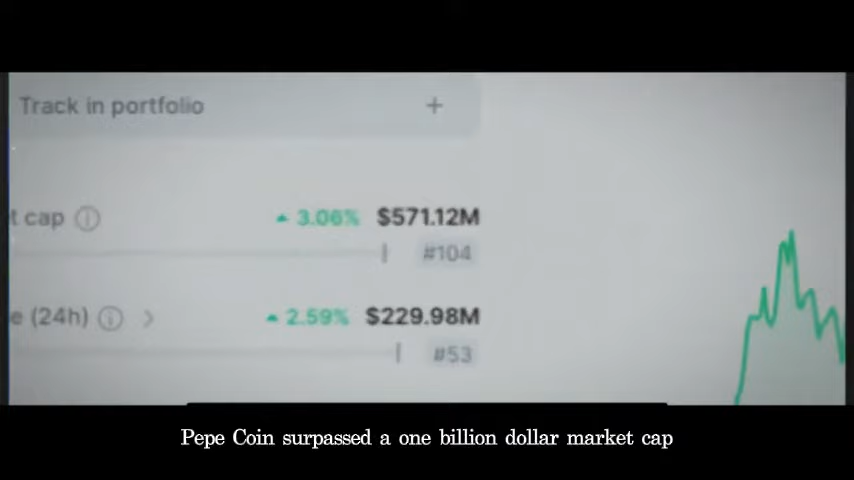 Track in portfolio +
t cap 3.06% $571.12M
#104
e (24h) > 2.59% $229.98M
#53
Pepe Coin surpassed a one billion dollar market cap